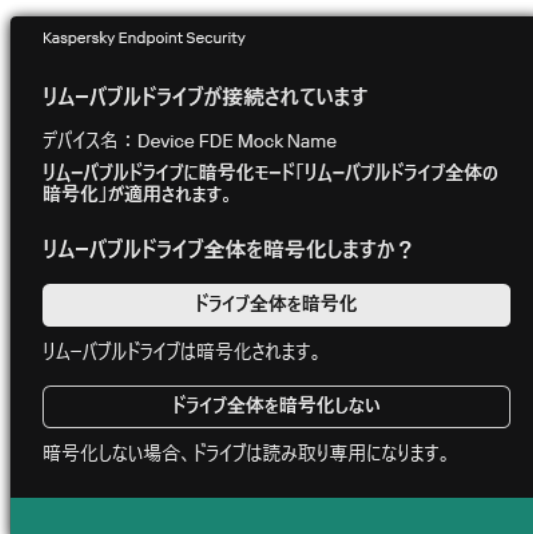 Kaspersky Endpoint Security
リムーバブルドライブが接続されています
デバイス名：Device FDE Mock Name
リムーバブルドライブに暗号化モード「リムーバブルドライブ全体の
暗号化」が適用されます。
リムーバブルドライブ全体を暗号化しますか？
ドライブ全体を暗号化
リムーバブルドライブは暗号化されます。
ドライブ全体を暗号化しない
暗号化しない場合、ドライブは読み取り専用になります。